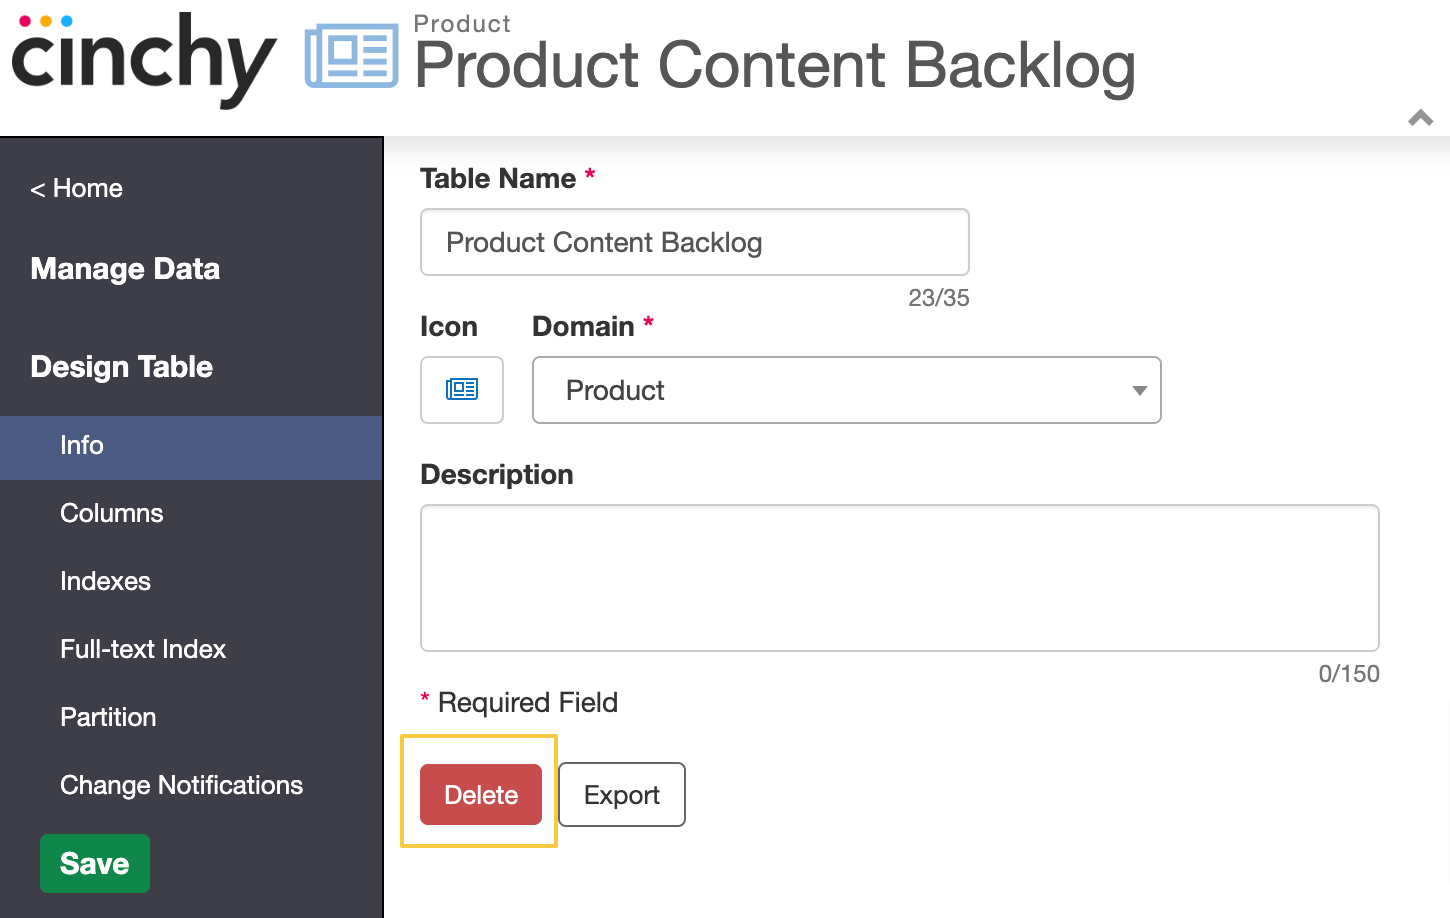 cinchy
Product
Product Content Backlog
< Home
Manage Data
Design Table
Info
Columns
Indexes
Full-text Index
Partition
Change Notifications
Save
Table Name *
Product Content Backlog
23/35
Icon Domain *
Product
Description
0/150
* Required Field
Delete Export